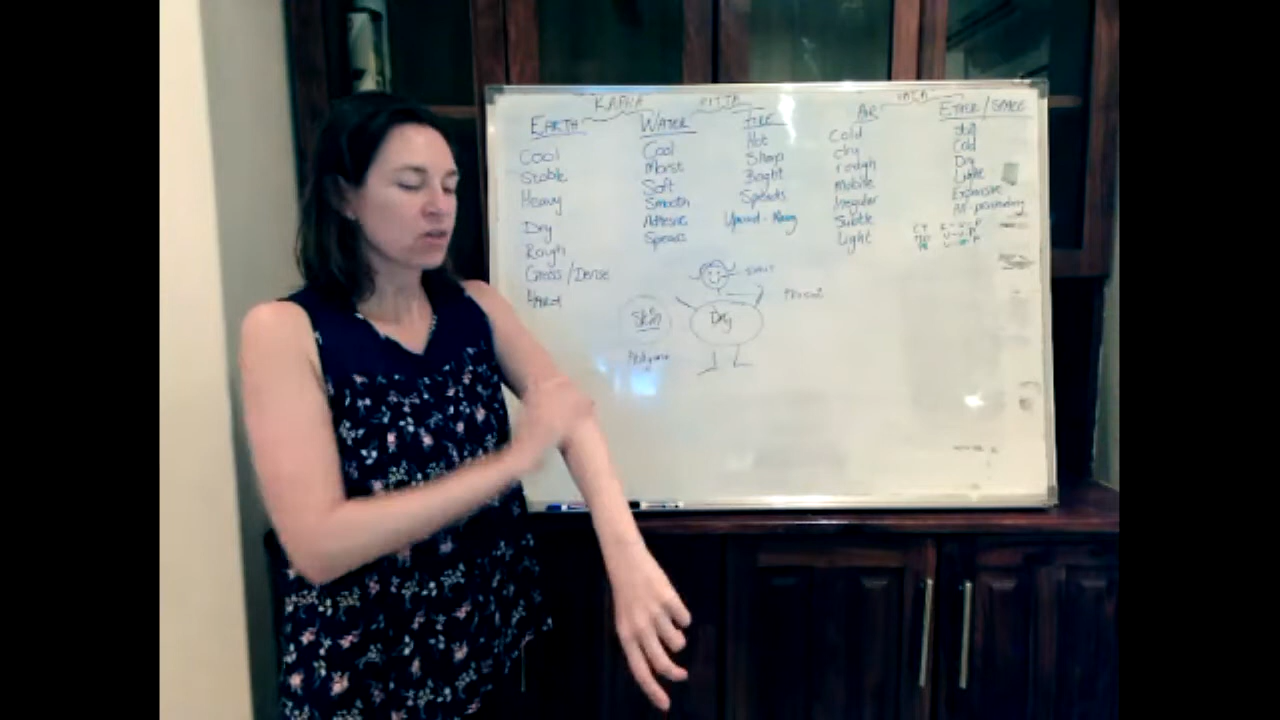 KAPHA PITTA VATA
EARTH WATER FIRE AIR ETHER/SPACE
Cool
Stable
Heavy
Dry
Rough
Gross/Dense
Hard
Cool
Moist
Soft
Smooth
Adhesive
Spreads
Hot
Sharp
Bright
Spreads
Upward-Rising
Cold
dry
rough
Mobile
Irregular
Subtle
Light
Still
Cold
Dry
Light
Expansive
All-penetrating
Skin
Dry